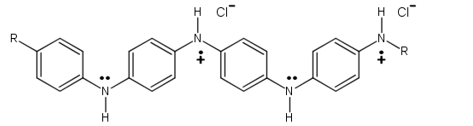 H Cl⁻ H Cl⁻
R N N
R
+ +
N N
H H